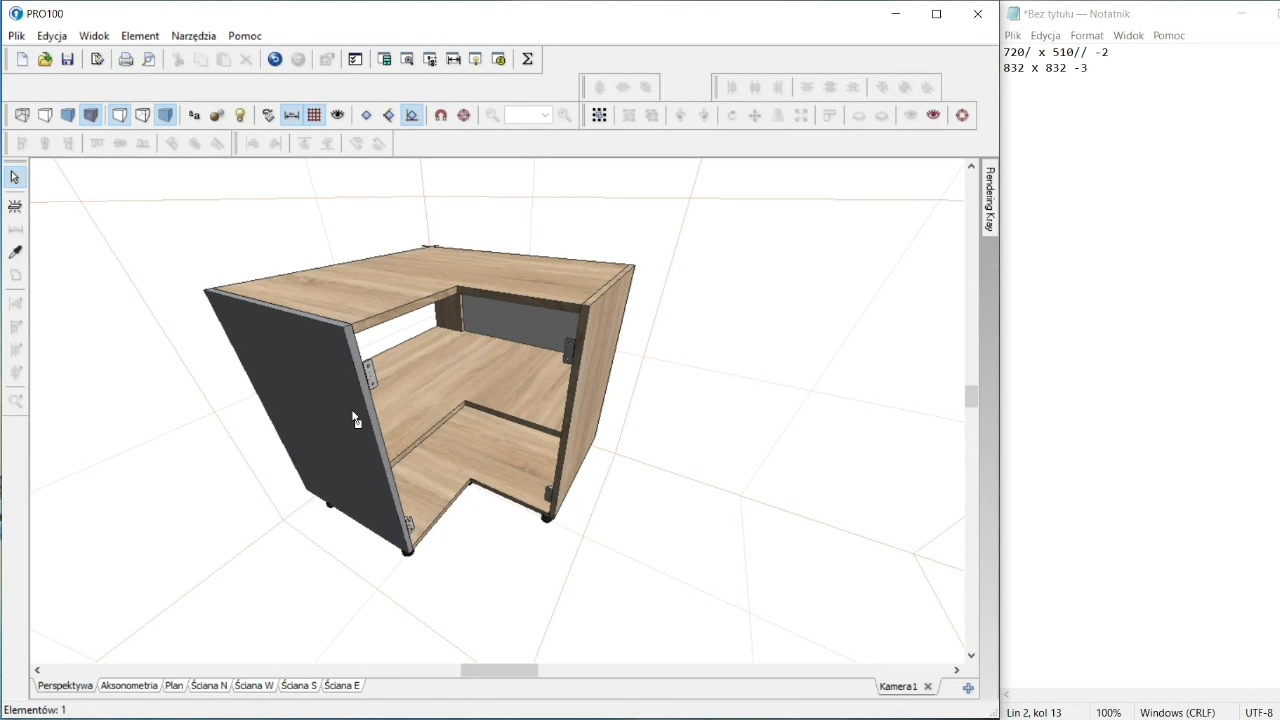 PRO100
Plik Edycja Widok Element Narzędzia Pomoc
Rendering Kray
Perspektywa Aksonometria Plan Ściana N Ściana W Ściana S Ściana E
Kamera1
Elementów: 1
*Bez tytułu — Notatnik
Plik Edycja Format Widok Pomoc
720/ x 510// -2
832 x 832 -3
Lin 2, kol 13 100% Windows (CRLF) UTF-8